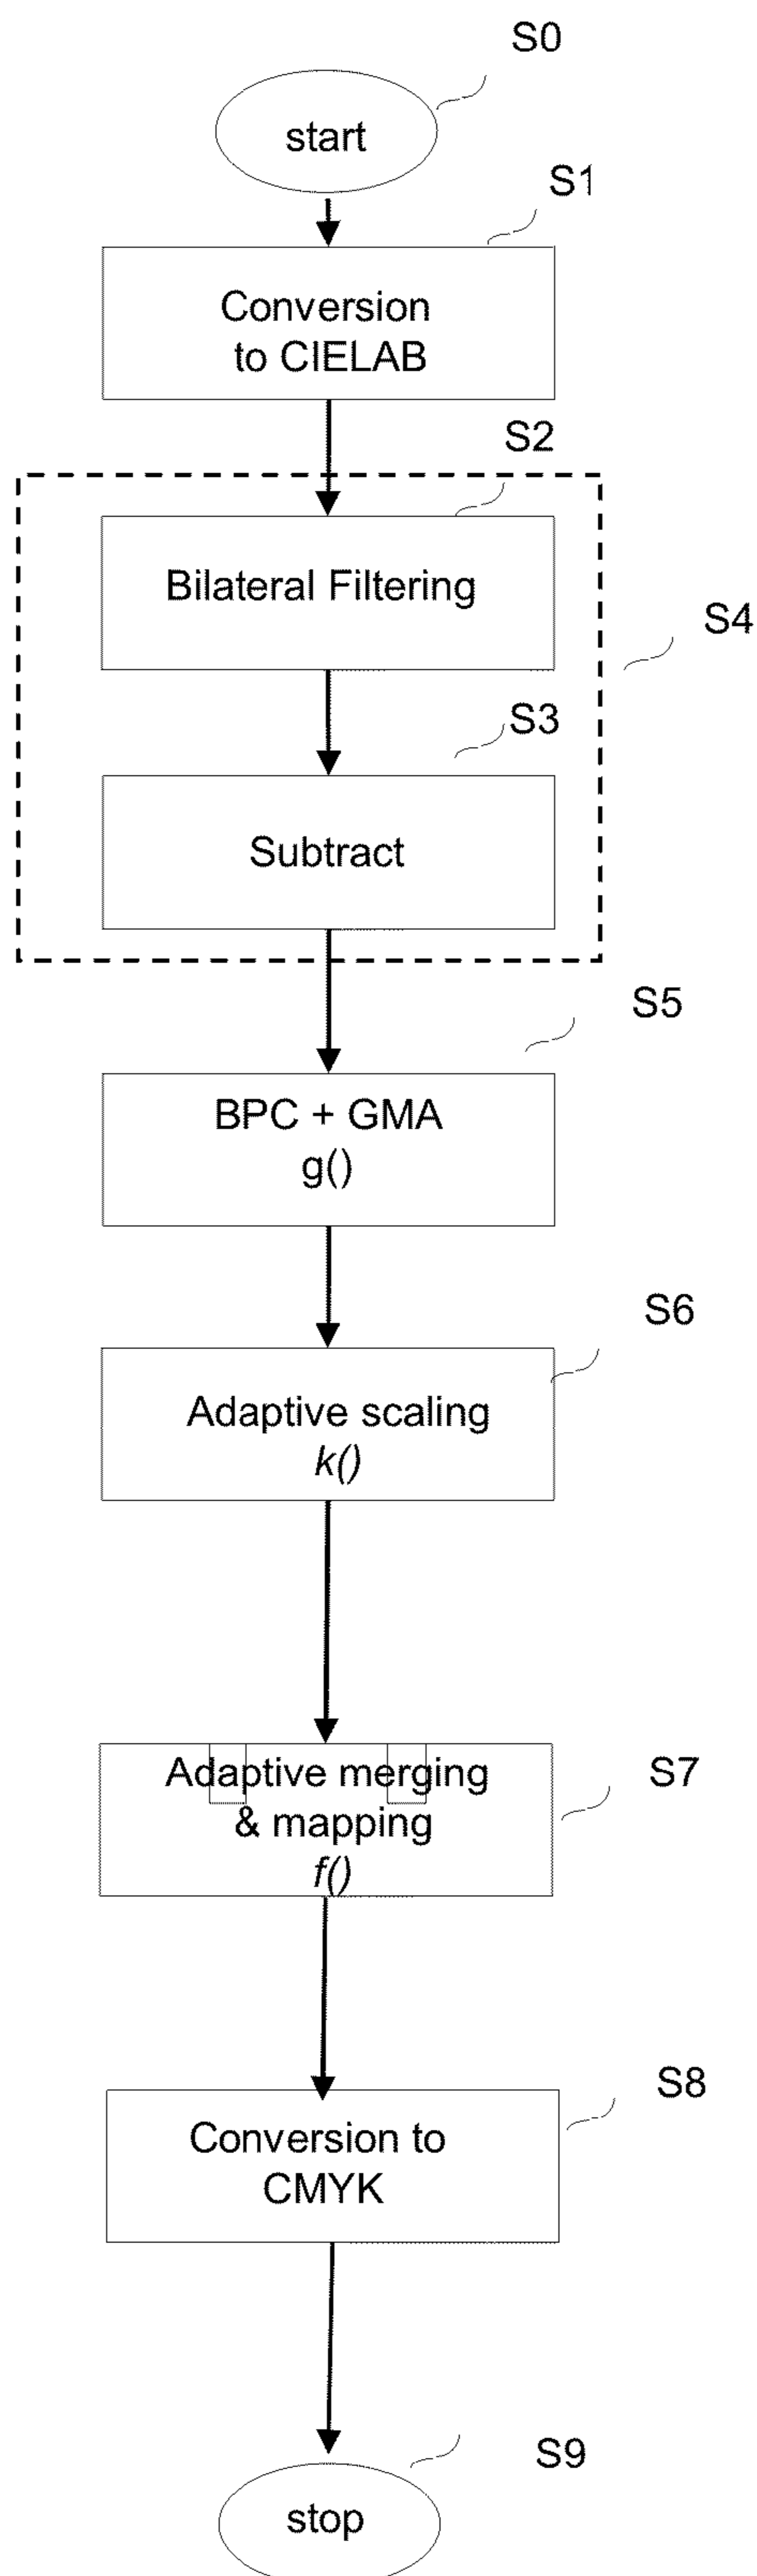 S0
start
S1
Conversion
to CIELAB
S2
Bilateral Filtering
S4
S3
Subtract
S5
BPC + GMA
g()
S6
Adaptive scaling
k()
S7
Adaptive merging
& mapping
f()
S8
Conversion to
CMYK
S9
stop